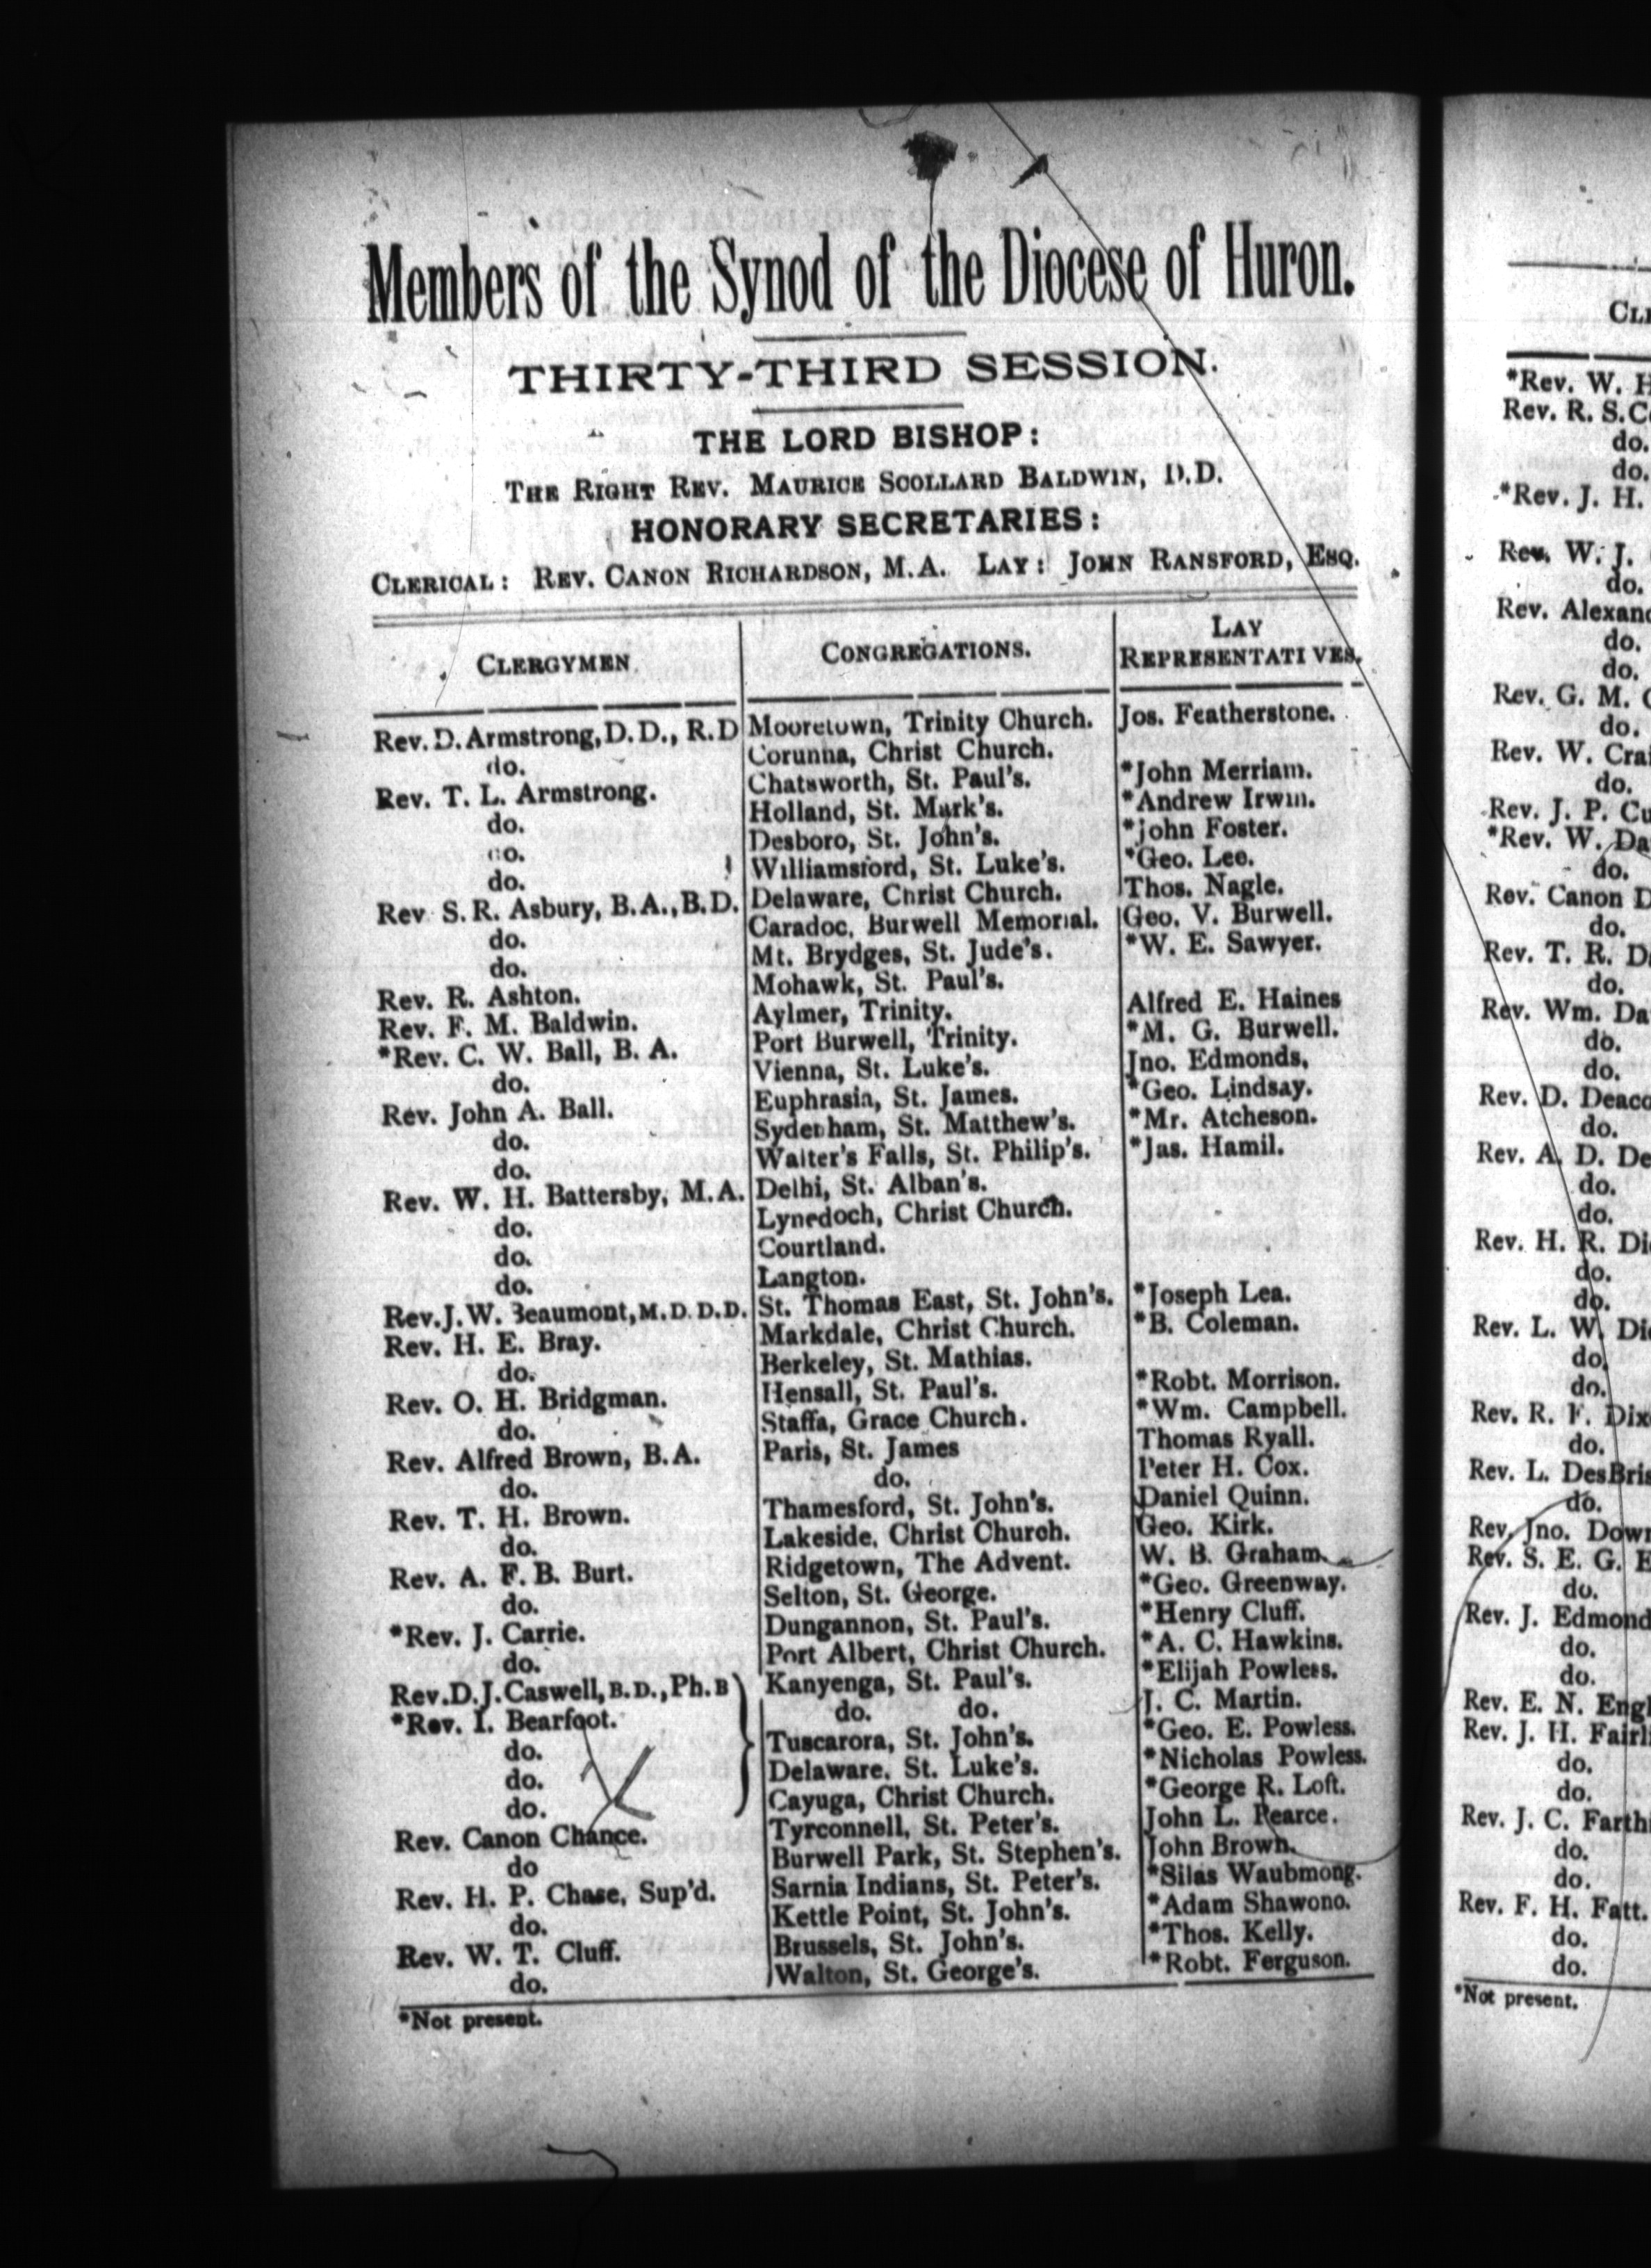 Members of the Synod of the Diocese of Huron.
THIRTY-THIRD SESSION.
THE LORD BISHOP:
THE RIGHT REV. MAURICE SCOLLARD BALDWIN, D.D.
HONORARY SECRETARIES:
CLERICAL: REV. CANON RICHARDSON, M.A. LAY: JOHN RANSFORD, ESQ.
CLERGYMEN CONGREGATIONS. LAY REPRESENTATIVES.
Rev. D. Armstrong, D. D., R.D Mooretown, Trinity Church. Jos. Featherstone.
do. Corunna, Christ Church.
Rev. T. L. Armstrong. Chatsworth, St. Paul's. *John Merriam.
do. Holland, St. Mark's. *Andrew Irwin.
do. Desboro, St. John's. *john Foster.
do. Williamsford, St. Luke's. *Geo. Lee.
Rev S. R. Asbury, B.A., B.D. Delaware, Christ Church. Thos. Nagle.
do. Caradoc, Burwell Memorial. Geo. V. Burwell.
do. Mt. Brydges, St. Jude's. *W. E. Sawyer.
Rev. R. Ashton. Mohawk, St. Paul's.
Rev. F. M. Baldwin. Aylmer, Trinity. Alfred E. Haines
*Rev. C. W. Ball, B. A. Port Burwell, Trinity. *M. G. Burwell.
do. Vienna, St. Luke's. Jno. Edmonds,
Rev. John A. Ball. Euphrasia, St. James. *Geo. Lindsay.
do. Sydenham, St. Matthew's. *Mr. Atcheson.
do. Walter's Falls, St. Philip's. *Jas. Hamil.
Rev. W. H. Battersby, M.A. Delhi, St. Alban's.
do. Lynedoch, Christ Church.
do. Courtland.
do. Langton.
Rev. J. W. Beaumont, M.D. D.D. St. Thomas East, St. John's. *Joseph Lea.
Rev. H. E. Bray. Markdale, Christ Church. *B. Coleman.
do. Berkeley, St. Mathias.
Rev. O. H. Bridgman. Hensall, St. Paul's. *Robt. Morrison.
do. Staffa, Grace Church. *Wm. Campbell.
Rev. Alfred Brown, B.A. Paris, St. James Thomas Ryall.
do. do. Peter H. Cox.
Rev. T. H. Brown. Thamesford, St. John's. Daniel Quinn.
do. Lakeside, Christ Church. Geo. Kirk.
Rev. A. F. B. Burt. Ridgetown, The Advent. W. B. Graham.
do. Selton, St. George. *Geo. Greenway.
*Rev. J. Carrie. Dungannon, St. Paul's. *Henry Cluff.
do. Port Albert, Christ Church. *A. C. Hawkins.
Rev. D. J. Caswell, B.D., Ph.B Kanyenga, St. Paul's. *Elijah Powless.
*Rev. I. Bearfoot. do. do. J. C. Martin.
do. Tuscarora, St. John's. *Geo. E. Powless.
do. Delaware. St. Luke's. *Nicholas Powless.
do. Cayuga, Christ Church. *George R. Loft.
Rev. Canon Chance. Tyrconnell, St. Peter's. John L. Pearce.
do Burwell Park, St. Stephen's. John Brown.
Rev. H. P. Chase, Sup'd. Sarnia Indians, St. Peter's. *Silas Waubmong.
do. Kettle Point, St. John's. *Adam Shawono.
Rev. W. T. Cluff. Brussels, St. John's. *Thos. Kelly.
do. Walton, St. George's. *Robt. Ferguson.
*Not present.
*Rev. W.
Rev. R. S.
do.
do.
*Rev. J. H.
Rev. W. J.
do.
Rev.
do.
do.
Rev. G. M.
do.
Rev. W.
do.
Rev. J. P.
*Rev. W.
do.
Rev. Canon
do.
Rev. T. R.
do.
Rev. Wm.
do.
do.
Rev. D.
do.
Rev. A. D.
do.
do.
Rev. H. R.
do.
do.
Rev. L. W.
do.
do.
Rev. R. F.
do.
Rev. L.
do.
Rev. Jno.
Rev. S. E. G.
do.
Rev. J.
do.
do.
Rev. E. N.
Rev. J. H.
do.
do.
Rev. J. C.
do.
do.
Rev. F. H. Fatt.
do.
do.
*Not present.